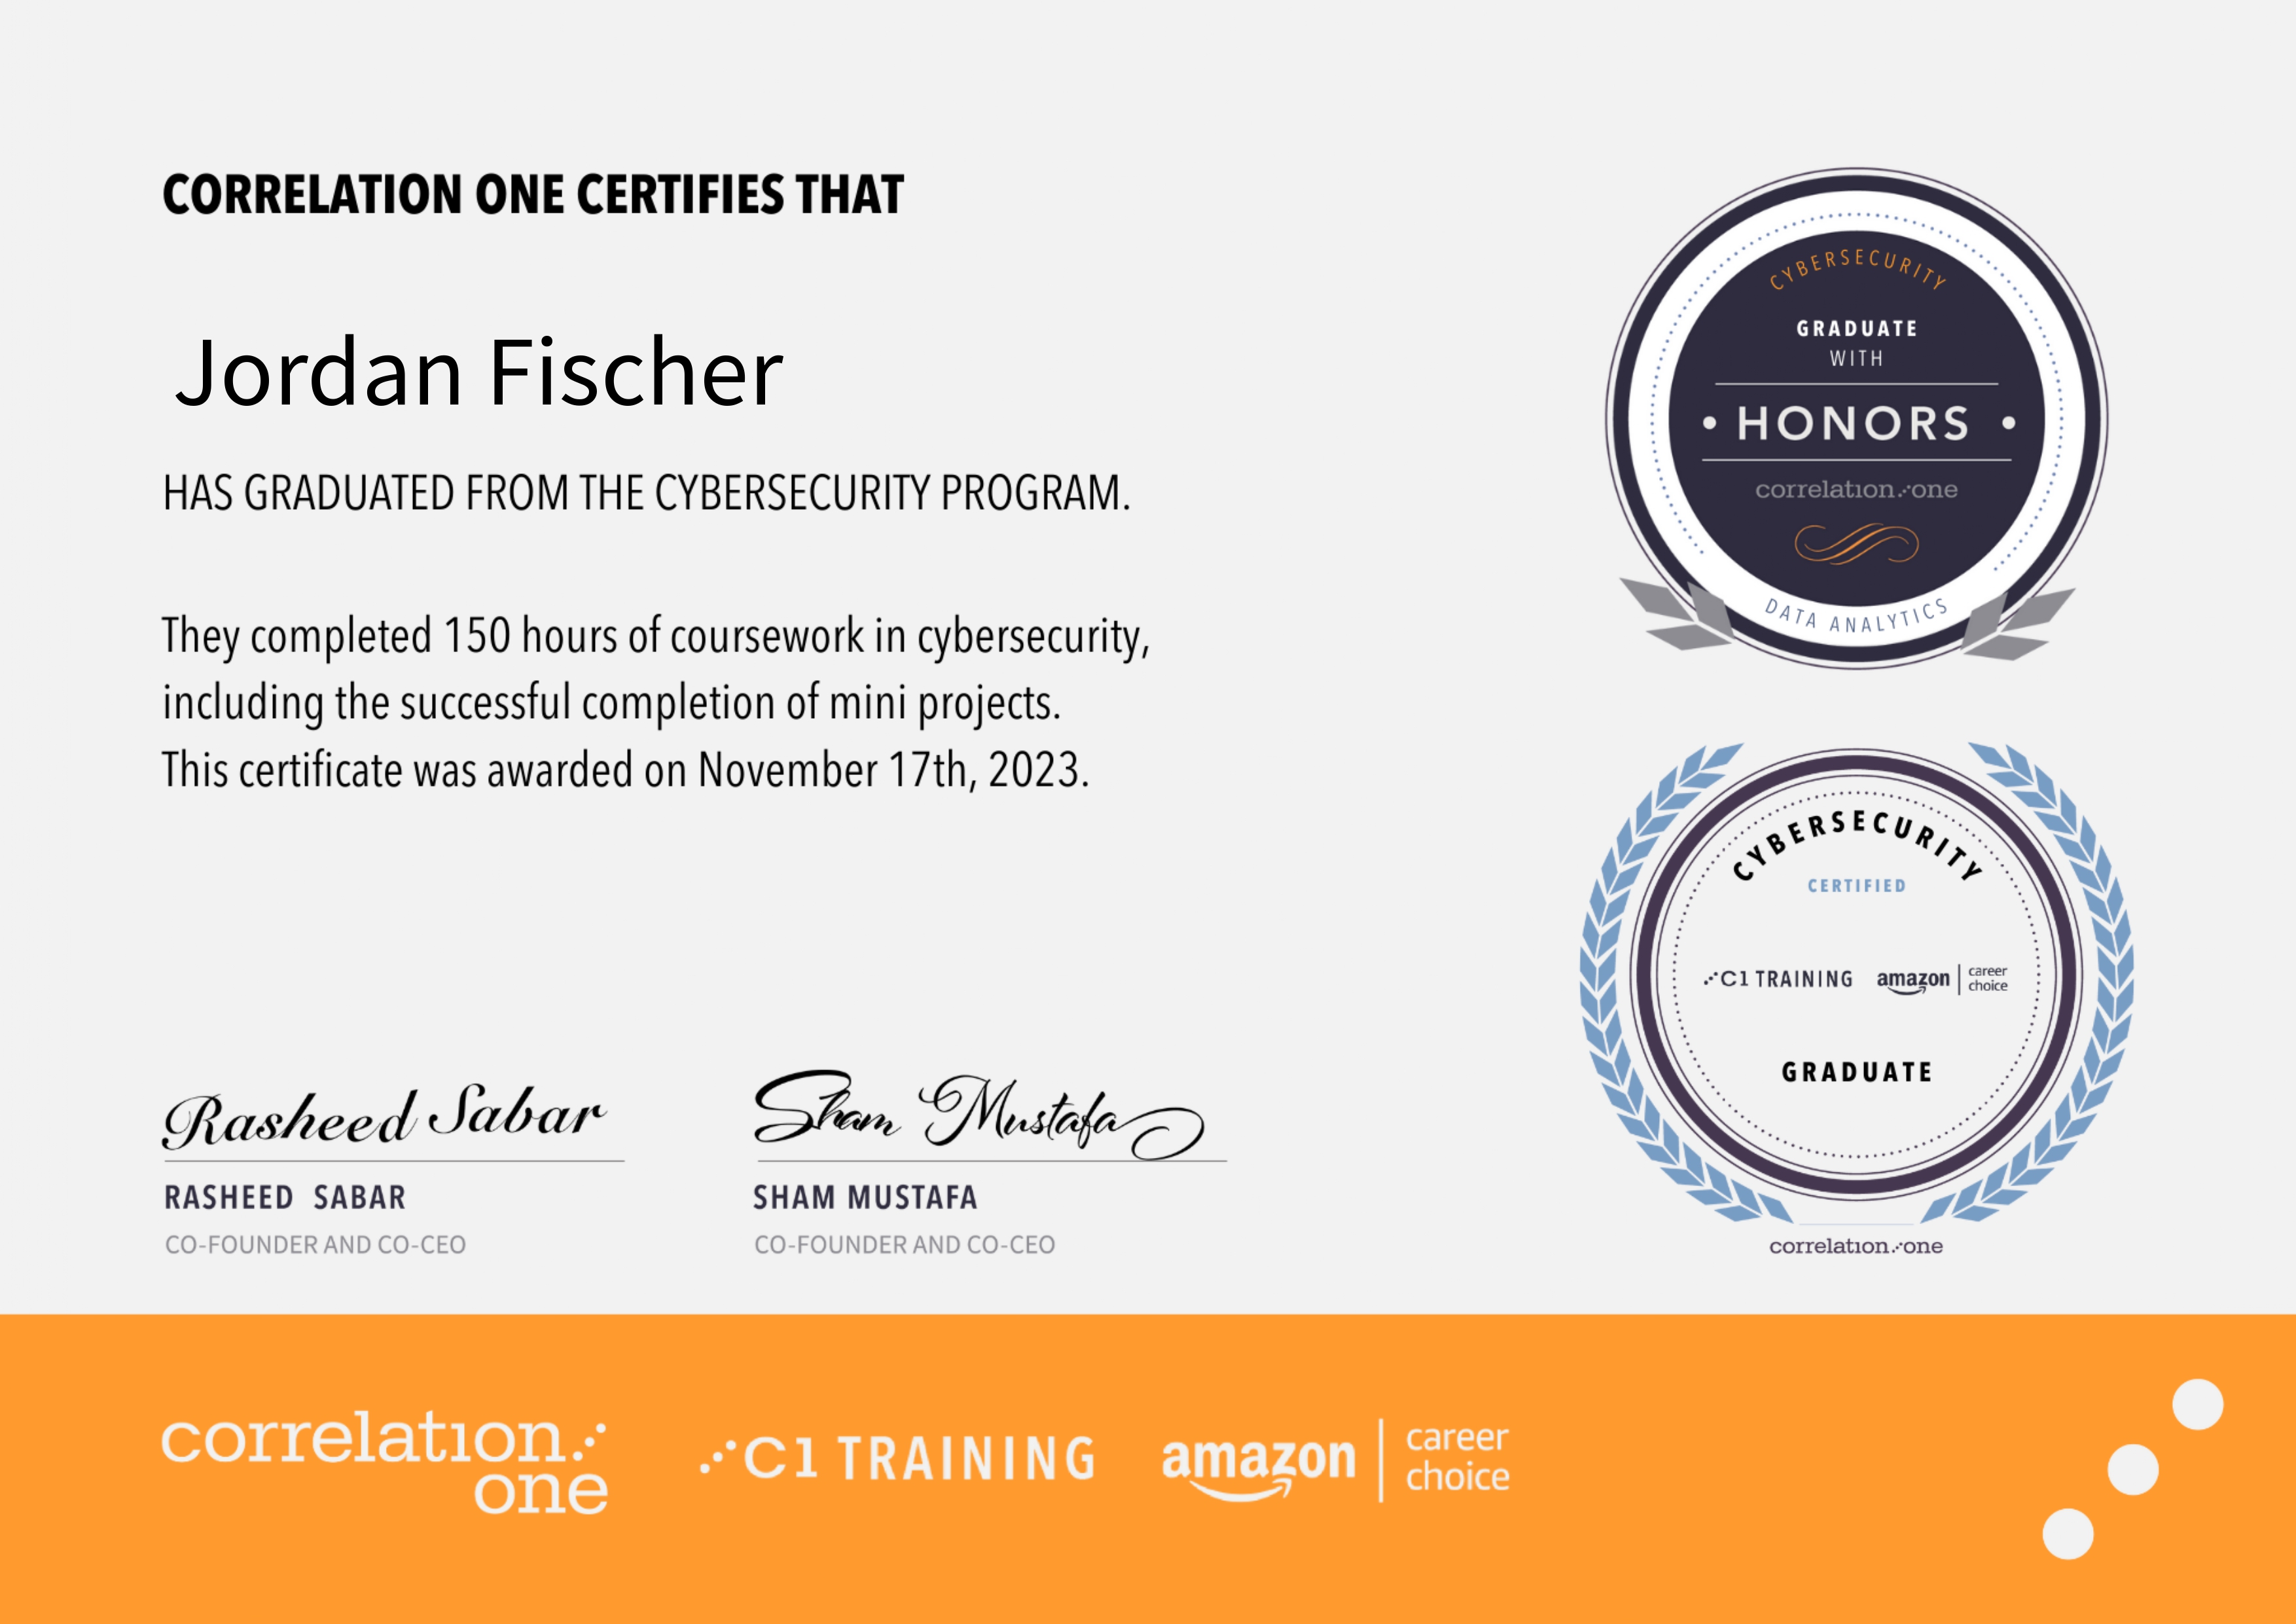 CORRELATION ONE CERTIFIES THAT
Jordan Fischer
HAS GRADUATED FROM THE CYBERSECURITY PROGRAM.
They completed 150 hours of coursework in cybersecurity,
including the successful completion of mini projects.
This certificate was awarded on November 17th, 2023.
Rasheed Sabar
RASHEED SABAR
CO-FOUNDER AND CO-CEO
Sham Mustafa
SHAM MUSTAFA
CO-FOUNDER AND CO-CEO
CYBERSECURITY
GRADUATE
WITH
• HONORS •
correlation one
DATA ANALYTICS
CYBERSECURITY
CERTIFIED
C1 TRAINING
amazon
career
choice
GRADUATE
correlation one
correlation
one
C1 TRAINING
amazon
career
choice